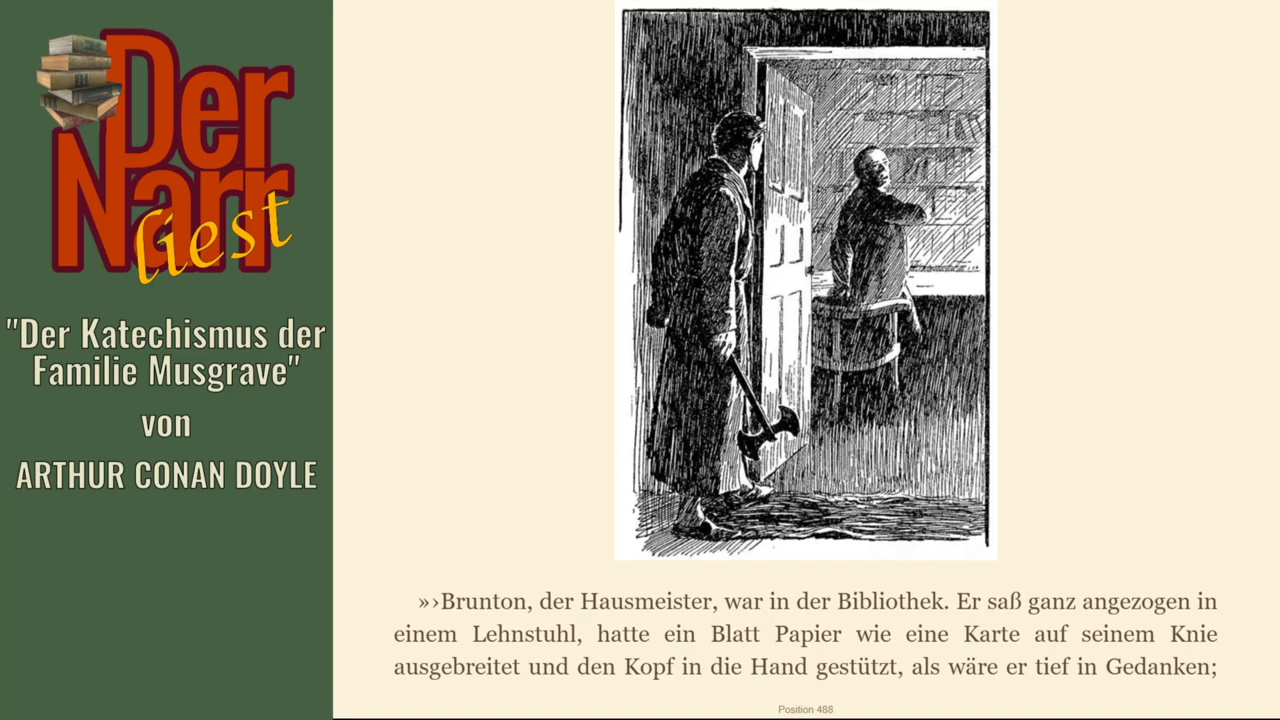 Der
Narr
liest
"Der Katechismus der
Familie Musgrave"
von
ARTHUR CONAN DOYLE
»›Brunton, der Hausmeister, war in der Bibliothek. Er saß ganz angezogen in
einem Lehnstuhl, hatte ein Blatt Papier wie eine Karte auf seinem Knie
ausgebreitet und den Kopf in die Hand gestützt, als wäre er tief in Gedanken;
Position 488